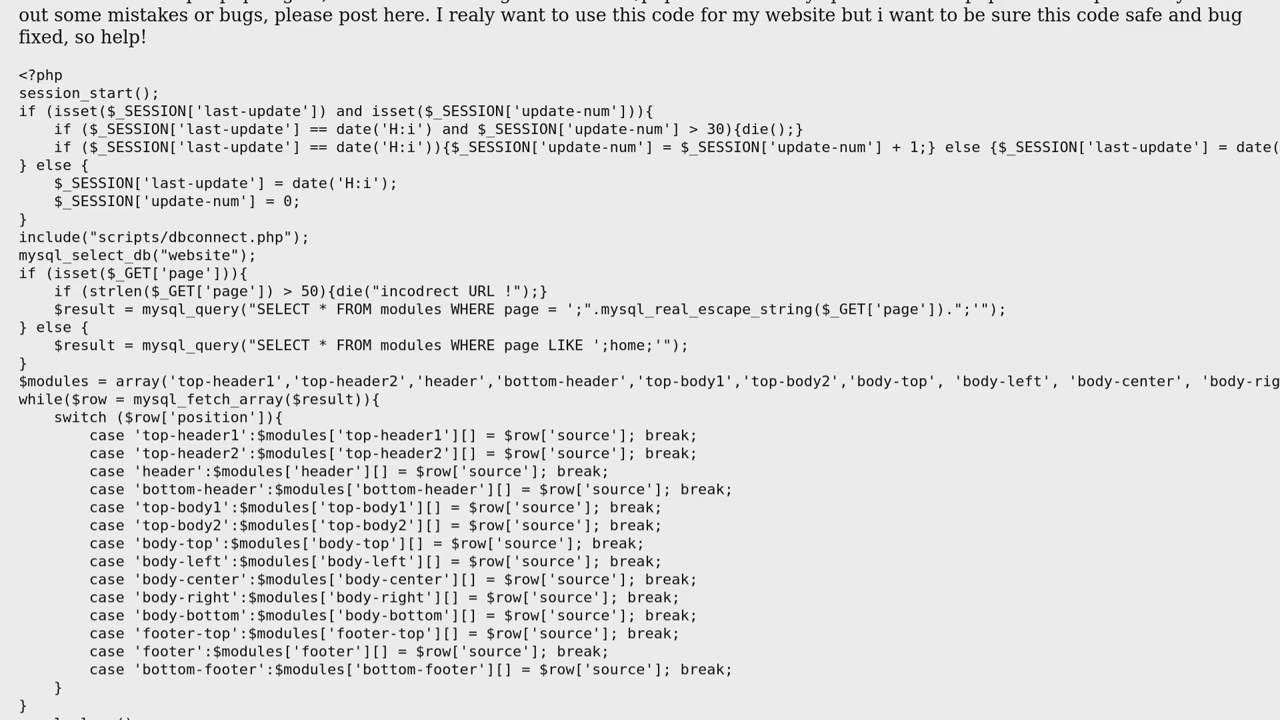 out some mistakes or bugs, please post here. I realy want to use this code for my website but i want to be sure this code safe and bug
fixed, so help!
<?php
session_start();
if (isset($_SESSION['last-update']) and isset($_SESSION['update-num'])){
    if ($_SESSION['last-update'] == date('H:i') and $_SESSION['update-num'] > 30){die();}
    if ($_SESSION['last-update'] == date('H:i')){$_SESSION['update-num'] = $_SESSION['update-num'] + 1;} else {$_SESSION['last-update'] = date(
} else {
    $_SESSION['last-update'] = date('H:i');
    $_SESSION['update-num'] = 0;
}
include("scripts/dbconnect.php");
mysql_select_db("website");
if (isset($_GET['page'])){
    if (strlen($_GET['page']) > 50){die("incodrect URL !");}
    $result = mysql_query("SELECT * FROM modules WHERE page = ';".mysql_real_escape_string($_GET['page']).";'");
} else {
    $result = mysql_query("SELECT * FROM modules WHERE page LIKE ';home;'");
}
$modules = array('top-header1','top-header2','header','bottom-header','top-body1','top-body2','body-top', 'body-left', 'body-center', 'body-rig
while($row = mysql_fetch_array($result)){
    switch ($row['position']){
        case 'top-header1':$modules['top-header1'][] = $row['source']; break;
        case 'top-header2':$modules['top-header2'][] = $row['source']; break;
        case 'header':$modules['header'][] = $row['source']; break;
        case 'bottom-header':$modules['bottom-header'][] = $row['source']; break;
        case 'top-body1':$modules['top-body1'][] = $row['source']; break;
        case 'top-body2':$modules['top-body2'][] = $row['source']; break;
        case 'body-top':$modules['body-top'][] = $row['source']; break;
        case 'body-left':$modules['body-left'][] = $row['source']; break;
        case 'body-center':$modules['body-center'][] = $row['source']; break;
        case 'body-right':$modules['body-right'][] = $row['source']; break;
        case 'body-bottom':$modules['body-bottom'][] = $row['source']; break;
        case 'footer-top':$modules['footer-top'][] = $row['source']; break;
        case 'footer':$modules['footer'][] = $row['source']; break;
        case 'bottom-footer':$modules['bottom-footer'][] = $row['source']; break;
    }
}